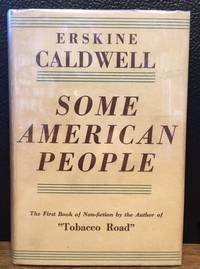 ERSKINE
CALDWELL
SOME
AMERICAN
PEOPLE
The First Book of Non-fiction by the Author of
"Tobacco Road"